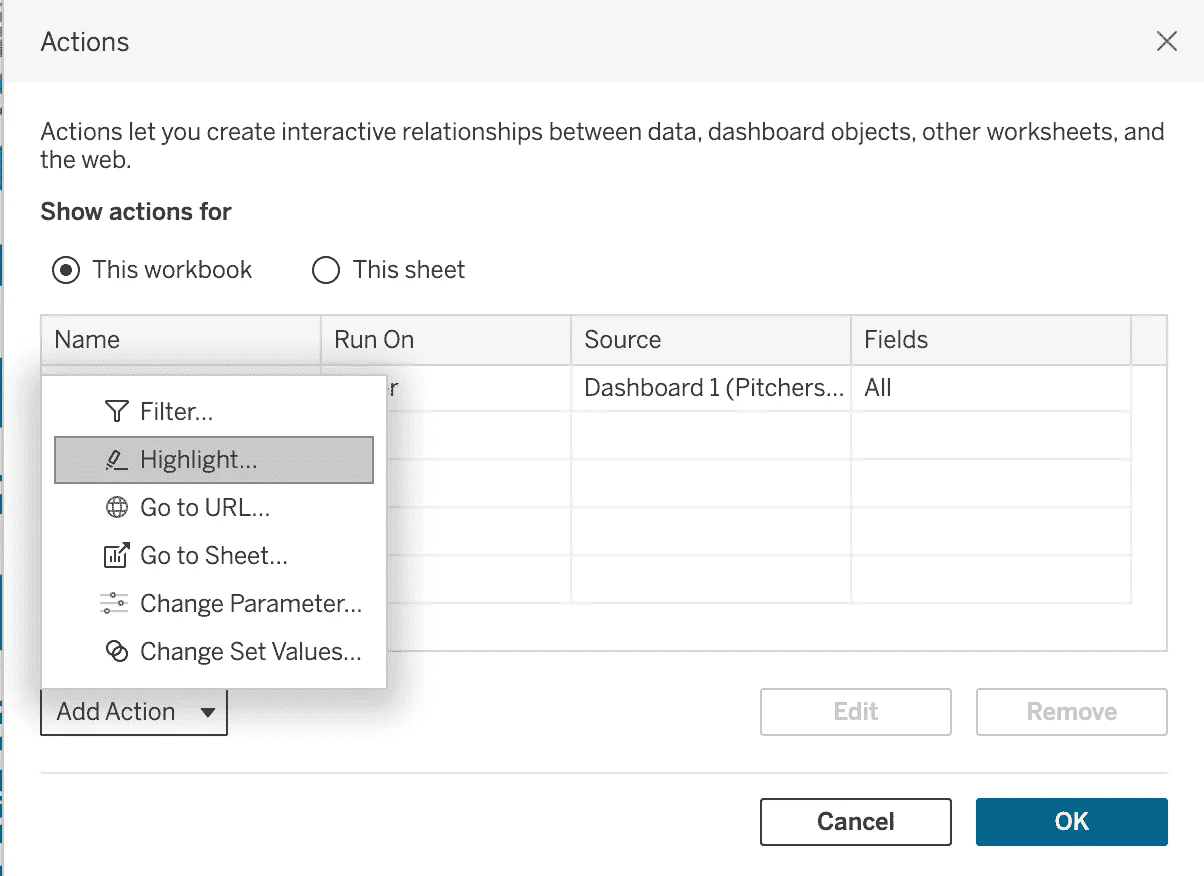 Actions
Actions let you create interactive relationships between data, dashboard objects, other worksheets, and
the web.
Show actions for
This workbook This sheet
Name Run On Source Fields
r Dashboard 1 (Pitchers... All
Filter...
Highlight...
Go to URL...
Go to Sheet...
Change Parameter...
Change Set Values...
Add Action Edit Remove
Cancel OK